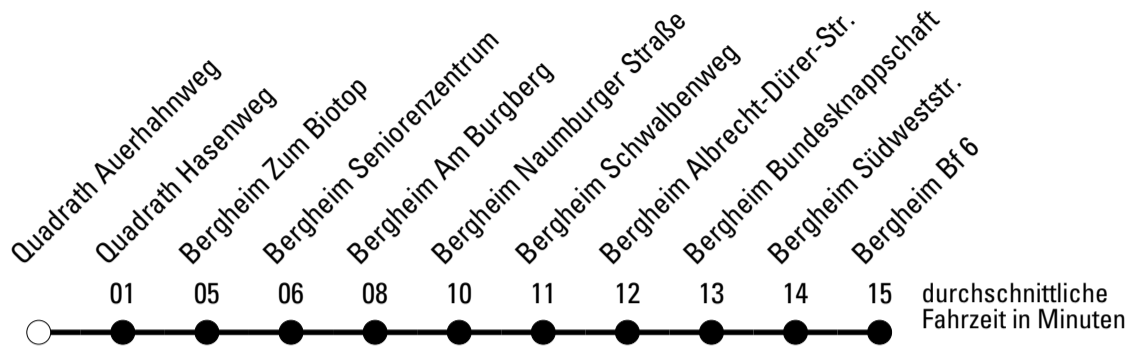 Quadrath Auerhahnweg
Quadrath Hasenweg
Bergheim Zum Biotop
Bergheim Seniorenzentrum
Bergheim Am Burgberg
Bergheim Naumburger Straße
Bergheim Schwalbenweg
Bergheim Albrecht-Dürer-Str.
Bergheim Bundesknappschaft
Bergheim Südweststr.
Bergheim Bf 6
01 05 06 08 10 11 12 13 14 15
durchschnittliche
Fahrzeit in Minuten